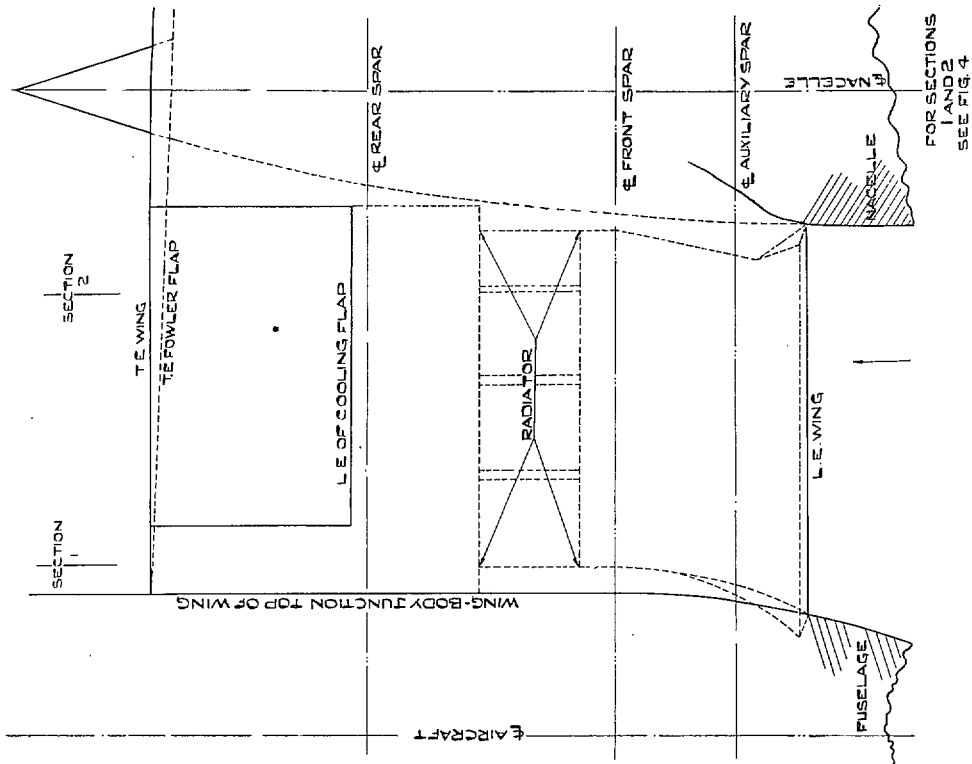 SECTION
1
SECTION
2
T E WING
T.E FOWLER FLAP
L E OF COOLING FLAP
℄ REAR SPAR
WING-BODY JUNCTION TOP OF WING
RADIATOR
℄ FRONT SPAR
℄ AUXILIARY SPAR
℄ AIRCRAFT
L.E. WING
FUSELAGE
NACELLE
℄ NACELLE
FOR SECTIONS
1 AND 2
SEE FIG. 4